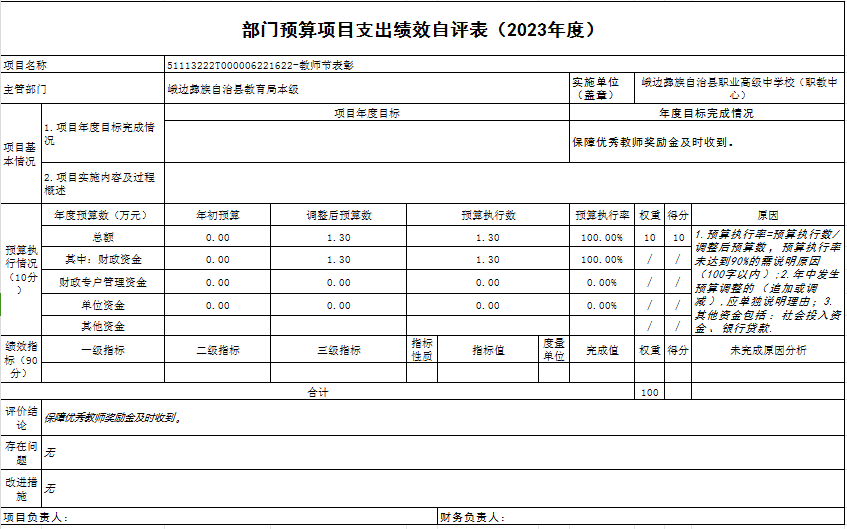 部门预算项目支出绩效自评表（2023年度）
项目名称 51113222T000006221622-教师节表彰
主管部门 峨边彝族自治县教育局本级 实施单位（盖章） 峨边彝族自治县职业高级中学校（职教中心）
项目基本情况 1.项目年度目标完成情况 项目年度目标 年度目标完成情况
保障优秀教师奖励金及时收到。
2.项目实施内容及过程概述
预算执行情况（10分） 年度预算数（万元） 年初预算 调整后预算数 预算执行数 预算执行率 权重 得分 原因
总额 0.00 1.30 1.30 100.00% 10 10 1.预算执行率=预算执行数/调整后预算数，预算执行率未达到90%的需说明原因（100字以内）;2.年中发生预算调整的（追加或调减）,应单独说明理由；3.其他资金包括：社会投入资金、银行贷款.
其中：财政资金 0.00 1.30 1.30 100.00% / /
财政专户管理资金 0.00 0.00 0.00 0.00% / /
单位资金 0.00 0.00 0.00 0.00% / /
其他资金 / /
绩效指标（90分） 一级指标 二级指标 三级指标 指标性质 指标值 度量单位 完成值 权重 得分 未完成原因分析
合计 100
评价结论 保障优秀教师奖励金及时收到。
存在问题 无
改进措施 无
项目负责人： 财务负责人：